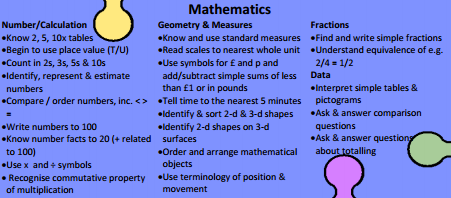 Mathematics
Number/Calculation
•Know 2, 5, 10x tables
•Begin to use place value (T/U)
•Count in 2s, 3s, 5s & 10s
•Identify, represent & estimate
numbers
•Compare / order numbers, inc. < >
=
•Write numbers to 100
•Know number facts to 20 (+ related
to 100)
•Use x and ÷ symbols
• Recognise commutative property
of multiplication
Geometry & Measures
•Know and use standard measures
•Read scales to nearest whole unit
•Use symbols for £ and p and
add/subtract simple sums of less
than £1 or in pounds
•Tell time to the nearest 5 minutes
•Identify & sort 2-d & 3-d shapes
•Identify 2-d shapes on 3-d
surfaces
•Order and arrange mathematical
objects
•Use terminology of position &
movement
Fractions
•Find and write simple fractions
•Understand equivalence of e.g.
2/4 = 1/2
Data
•Interpret simple tables &
pictograms
•Ask & answer comparison
questions
•Ask & answer questions
about totalling